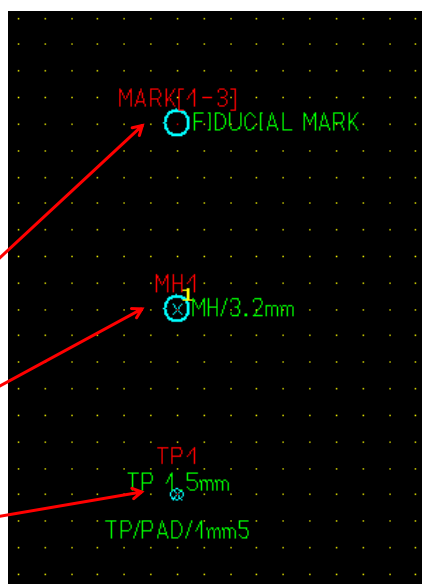 MARK[1-3]
FIDUCIAL MARK
MH1
1
MH/3.2mm
TP1
TP 1.5mm
TP/PAD/1mm5